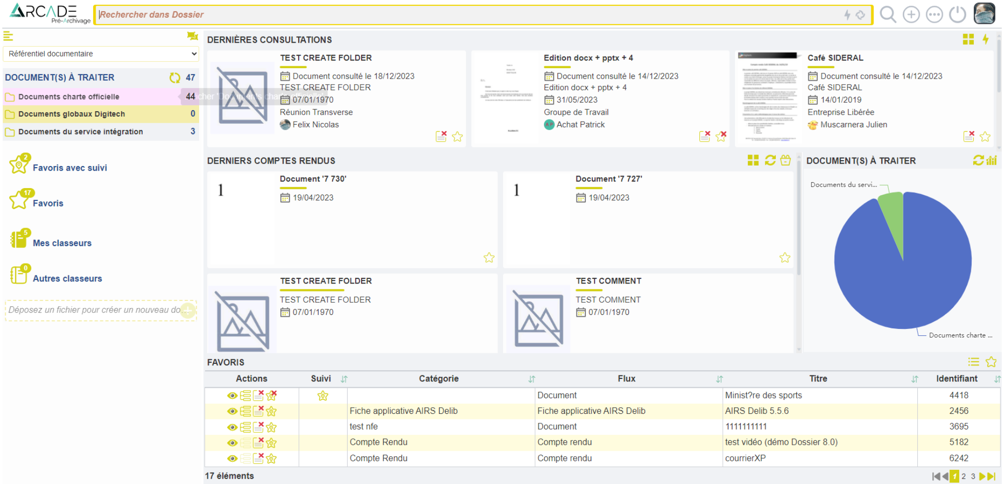 ARCADE
Pré-Archivage
Rechercher dans Dossier
Référentiel documentaire
DOCUMENT(S) À TRAITER 47
Documents charte officielle 44
Documents globaux Digitech 0
Documents du service intégration 3
2
Favoris avec suivi
17
Favoris
5
Mes classeurs
0
Autres classeurs
Déposez un fichier pour créer un nouveau do
DERNIÈRES CONSULTATIONS
TEST CREATE FOLDER
Document consulté le 18/12/2023
TEST CREATE FOLDER
07/01/1970
Réunion Transverse
Felix Nicolas
Edition docx + pptx + 4
Document consulté le 14/12/2023
Edition docx + pptx + 4
31/05/2023
Groupe de Travail
Achat Patrick
Café SIDERAL
Document consulté le 14/12/2023
Café SIDERAL
14/01/2019
Entreprise Libérée
Muscarnera Julien
DERNIERS COMPTES RENDUS
1
Document '7 730'
19/04/2023
1
Document '7 727'
19/04/2023
TEST CREATE FOLDER
TEST CREATE FOLDER
07/01/1970
TEST COMMENT
TEST COMMENT
07/01/1970
DOCUMENT(S) À TRAITER
Documents du servi...
Documents charte ...
FAVORIS
Actions Suivi Catégorie Flux Titre Identifiant
Document Minist?re des sports 4418
Fiche applicative AIRS Delib Fiche applicative AIRS Delib AIRS Delib 5.5.6 2456
test nfe Document 1111111111 3695
Compte Rendu Compte rendu test vidéo (démo Dossier 8.0) 5182
Compte Rendu Compte rendu courrierXP 6242
17 éléments
1 2 3